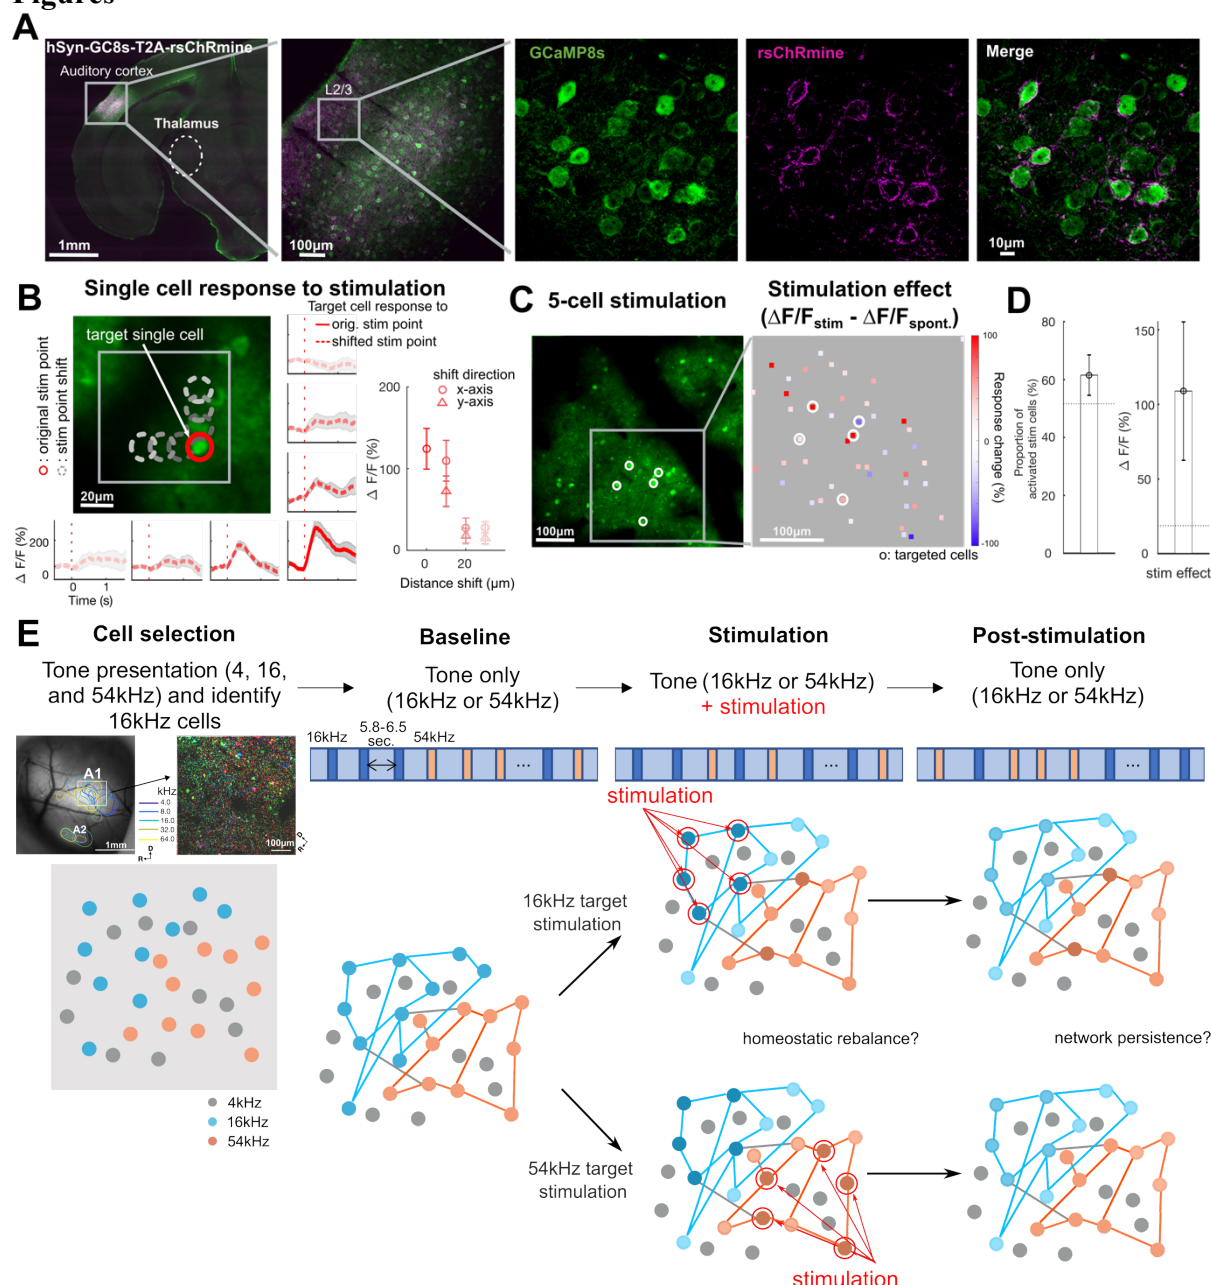 Figures
A
hSyn-GC8s-T2A-rsChRmine
Auditory cortex
Thalamus
1mm
L2/3
100µm
GCaMP8s
rsChRmine
Merge
10µm
B
Single cell response to stimulation
target single cell
: original stim point
: stim point shift
20µm
Target cell response to
orig. stim point
shifted stim point
Δ F/F (%)
200
0
0
Time (s)
shift direction
x-axis
y-axis
Δ F/F (%)
200
100
0
0
20
Distance shift (µm)
C
5-cell stimulation
Stimulation effect
(ΔF/Fstim - ΔF/Fspont.)
100µm
100µm
100
0
-100
Response change (%)
o: targeted cells
D
Proportion of
activated stim cells (%)
80
60
40
20
0
Δ F/F (%)
150
100
50
0
stim effect
E
Cell selection
Baseline
Stimulation
Post-stimulation
Tone presentation (4, 16,
and 54kHz) and identify
16kHz cells
Tone only
(16kHz or 54kHz)
Tone (16kHz or 54kHz)
+ stimulation
Tone only
(16kHz or 54kHz)
16kHz
5.8-6.5
sec.
54kHz
...
...
...
A1
A2
kHz
4.0
8.0
16.0
32.0
64.0
1mm
D
R
100µm
D
R
stimulation
16kHz target
stimulation
homeostatic rebalance?
network persistence?
4kHz
16kHz
54kHz
54kHz target
stimulation
stimulation